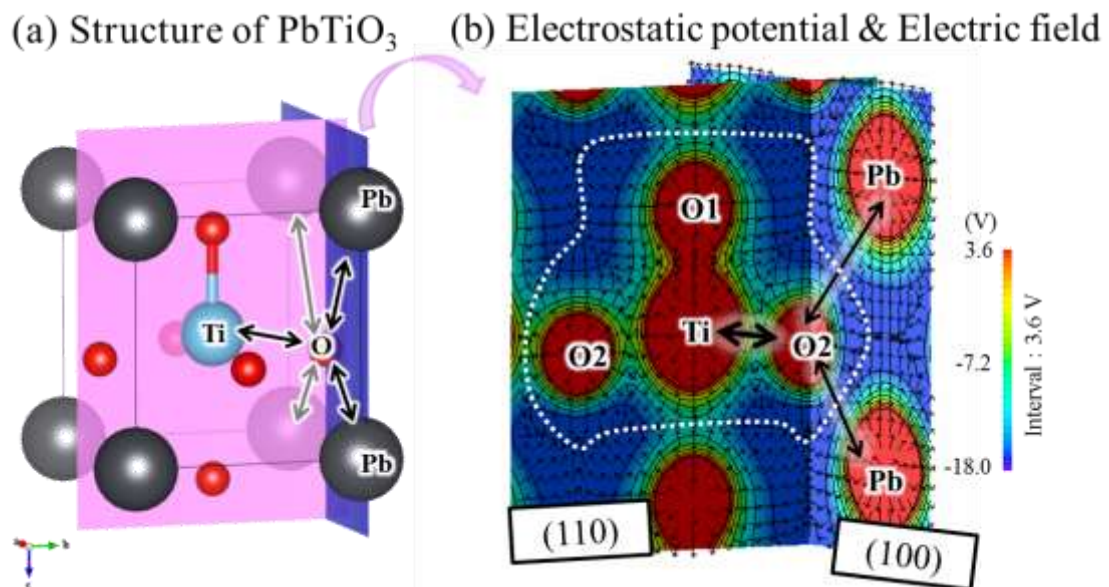 (a) Structure of PbTiO₃
(b) Electrostatic potential & Electric field
Pb
Ti
O
Pb
b
Pb
O1
Ti
O2
O2
Pb
(110)
(100)
(V)
3.6
-7.2
-18.0
Interval : 3.6 V